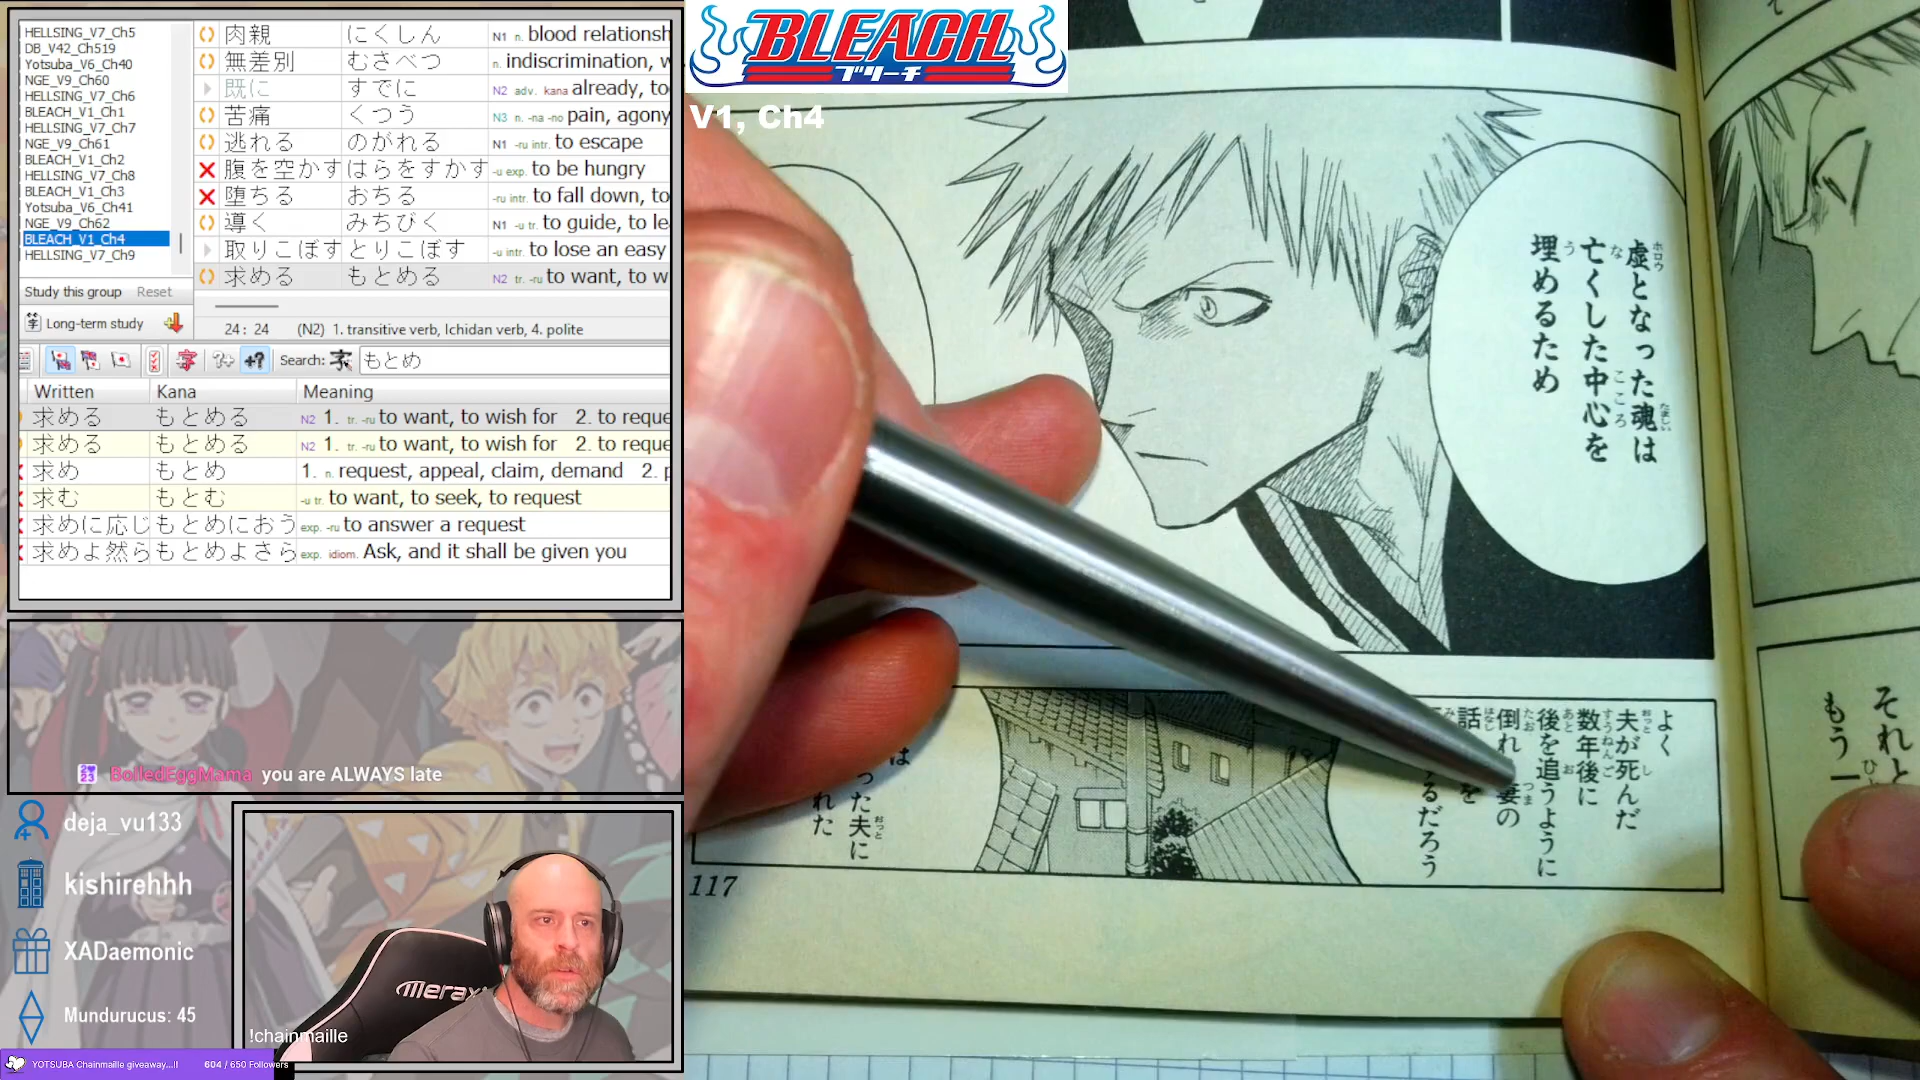 HELLSING_V7_Ch5
DB_V42_Ch519
Yotsuba_V6_Ch40
NGE_V9_Ch60
HELLSING_V7_Ch6
BLEACH_V1_Ch1
HELLSING_V7_Ch7
NGE_V9_Ch61
BLEACH_V1_Ch2
HELLSING_V7_Ch8
BLEACH_V1_Ch3
Yotsuba_V6_Ch41
NGE_V9_Ch62
BLEACH_V1_Ch4
HELLSING_V7_Ch9
Study this group Reset
Long-term study
肉親 にくしん N1 n. blood relationsh
無差別 むさべつ n. indiscrimination,
既に すでに N2 adv. kana already, to
苦痛 くつう N3 n. -na -no pain, agony
逃れる のがれる N1 -ru intr. to escape
腹を空かす はらをすかす -u exp. to be hungry
堕ちる おちる -ru intr. to fall down, to
導く みちびく N1 -u tr. to guide, to le
取りこぼす とりこぼす -u intr. to lose an easy
求める もとめる N2 tr. -ru to want, to w
24: 24 (N2) 1. transitive verb, Ichidan verb, 4. polite
Search: もとめ
Written Kana Meaning
求める もとめる N2 1. tr. -ru to want, to wish for 2. to reque
求める もとめる N2 1. tr. -ru to want, to wish for 2. to reque
求め もとめ 1. n. request, appeal, claim, demand 2. p
求む もとむ -u tr. to want, to seek, to request
求めに応じ もとめにおう exp. -ru to answer a request
求めよ然ら もとめよさら exp. idiom. Ask, and it shall be given you
BoiledEggMama you are ALWAYS late
deja_vu133
kishirehhh
XADaemonic
Mundurucus: 45
merax
!chainmaille
YOTSUBA Chainmaille giveaway...!! 604 / 650 Followers
BLEACH
ブリーチ
V1, Ch4
虚となった魂は
亡くした中心を
埋めるため
よく
夫が死んだ
数年後に
後を追うように
倒れ妻の
話を
るだろう
は
った夫に
れた
117
それと
もう一